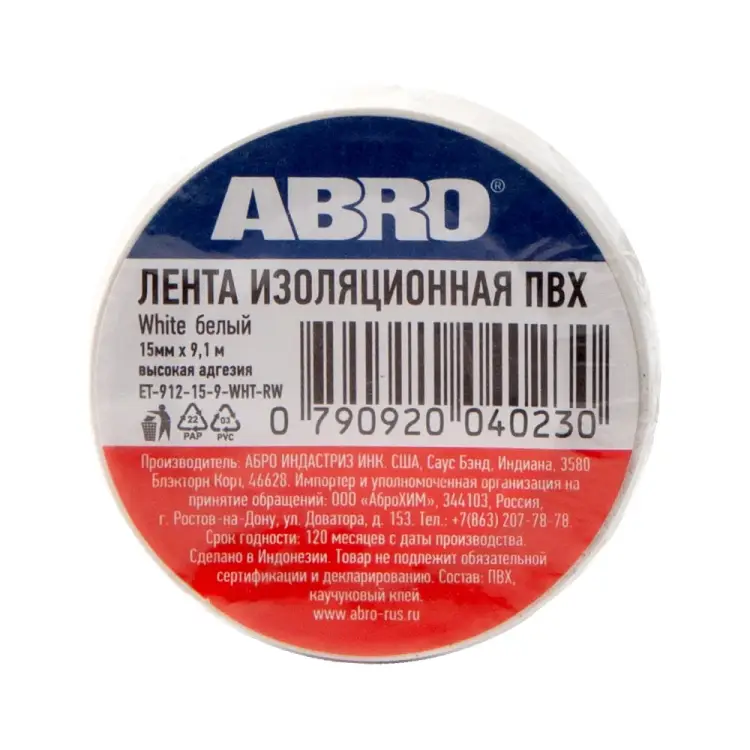 ABRO®
ЛЕНТА ИЗОЛЯЦИОННАЯ ПВХ
White белый
15мм x 9,1 м
высокая адгезия
ET-912-15-9-WHT-RW
0 790920 040230
22 PAP
03 PVC
Производитель: АБРО ИНДАСТРИЗ ИНК. США, Саус Бэнд, Индиана, 3580
Блэкторн Корт, 46628. Импортер и уполномоченная организация на
принятие обращений: ООО «АброХИМ», 344103, Россия,
г. Ростов-на-Дону, ул. Доватора, д. 153. Тел.: +7(863) 207-78-78.
Срок годности: 120 месяцев с даты производства.
Сделано в Индонезии. Товар не подлежит обязательной
сертификации и декларированию. Состав: ПВХ,
каучуковый клей.
www.abro-rus.ru